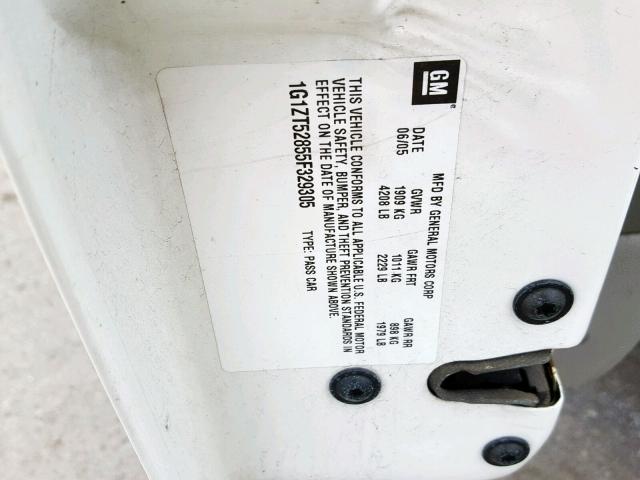 GM
MFD BY GENERAL MOTORS CORP
DATE GVWR GAWR FRT GAWR RR
06/05 1909 KG 1011 KG 898 KG
4208 LB 2229 LB 1979 LB
THIS VEHICLE CONFORMS TO ALL APPLICABLE U.S. FEDERAL MOTOR
VEHICLE SAFETY, BUMPER, AND THEFT PREVENTION STANDARDS IN
EFFECT ON THE DATE OF MANUFACTURE SHOWN ABOVE.
1G1ZT52855F329305 TYPE: PASS CAR